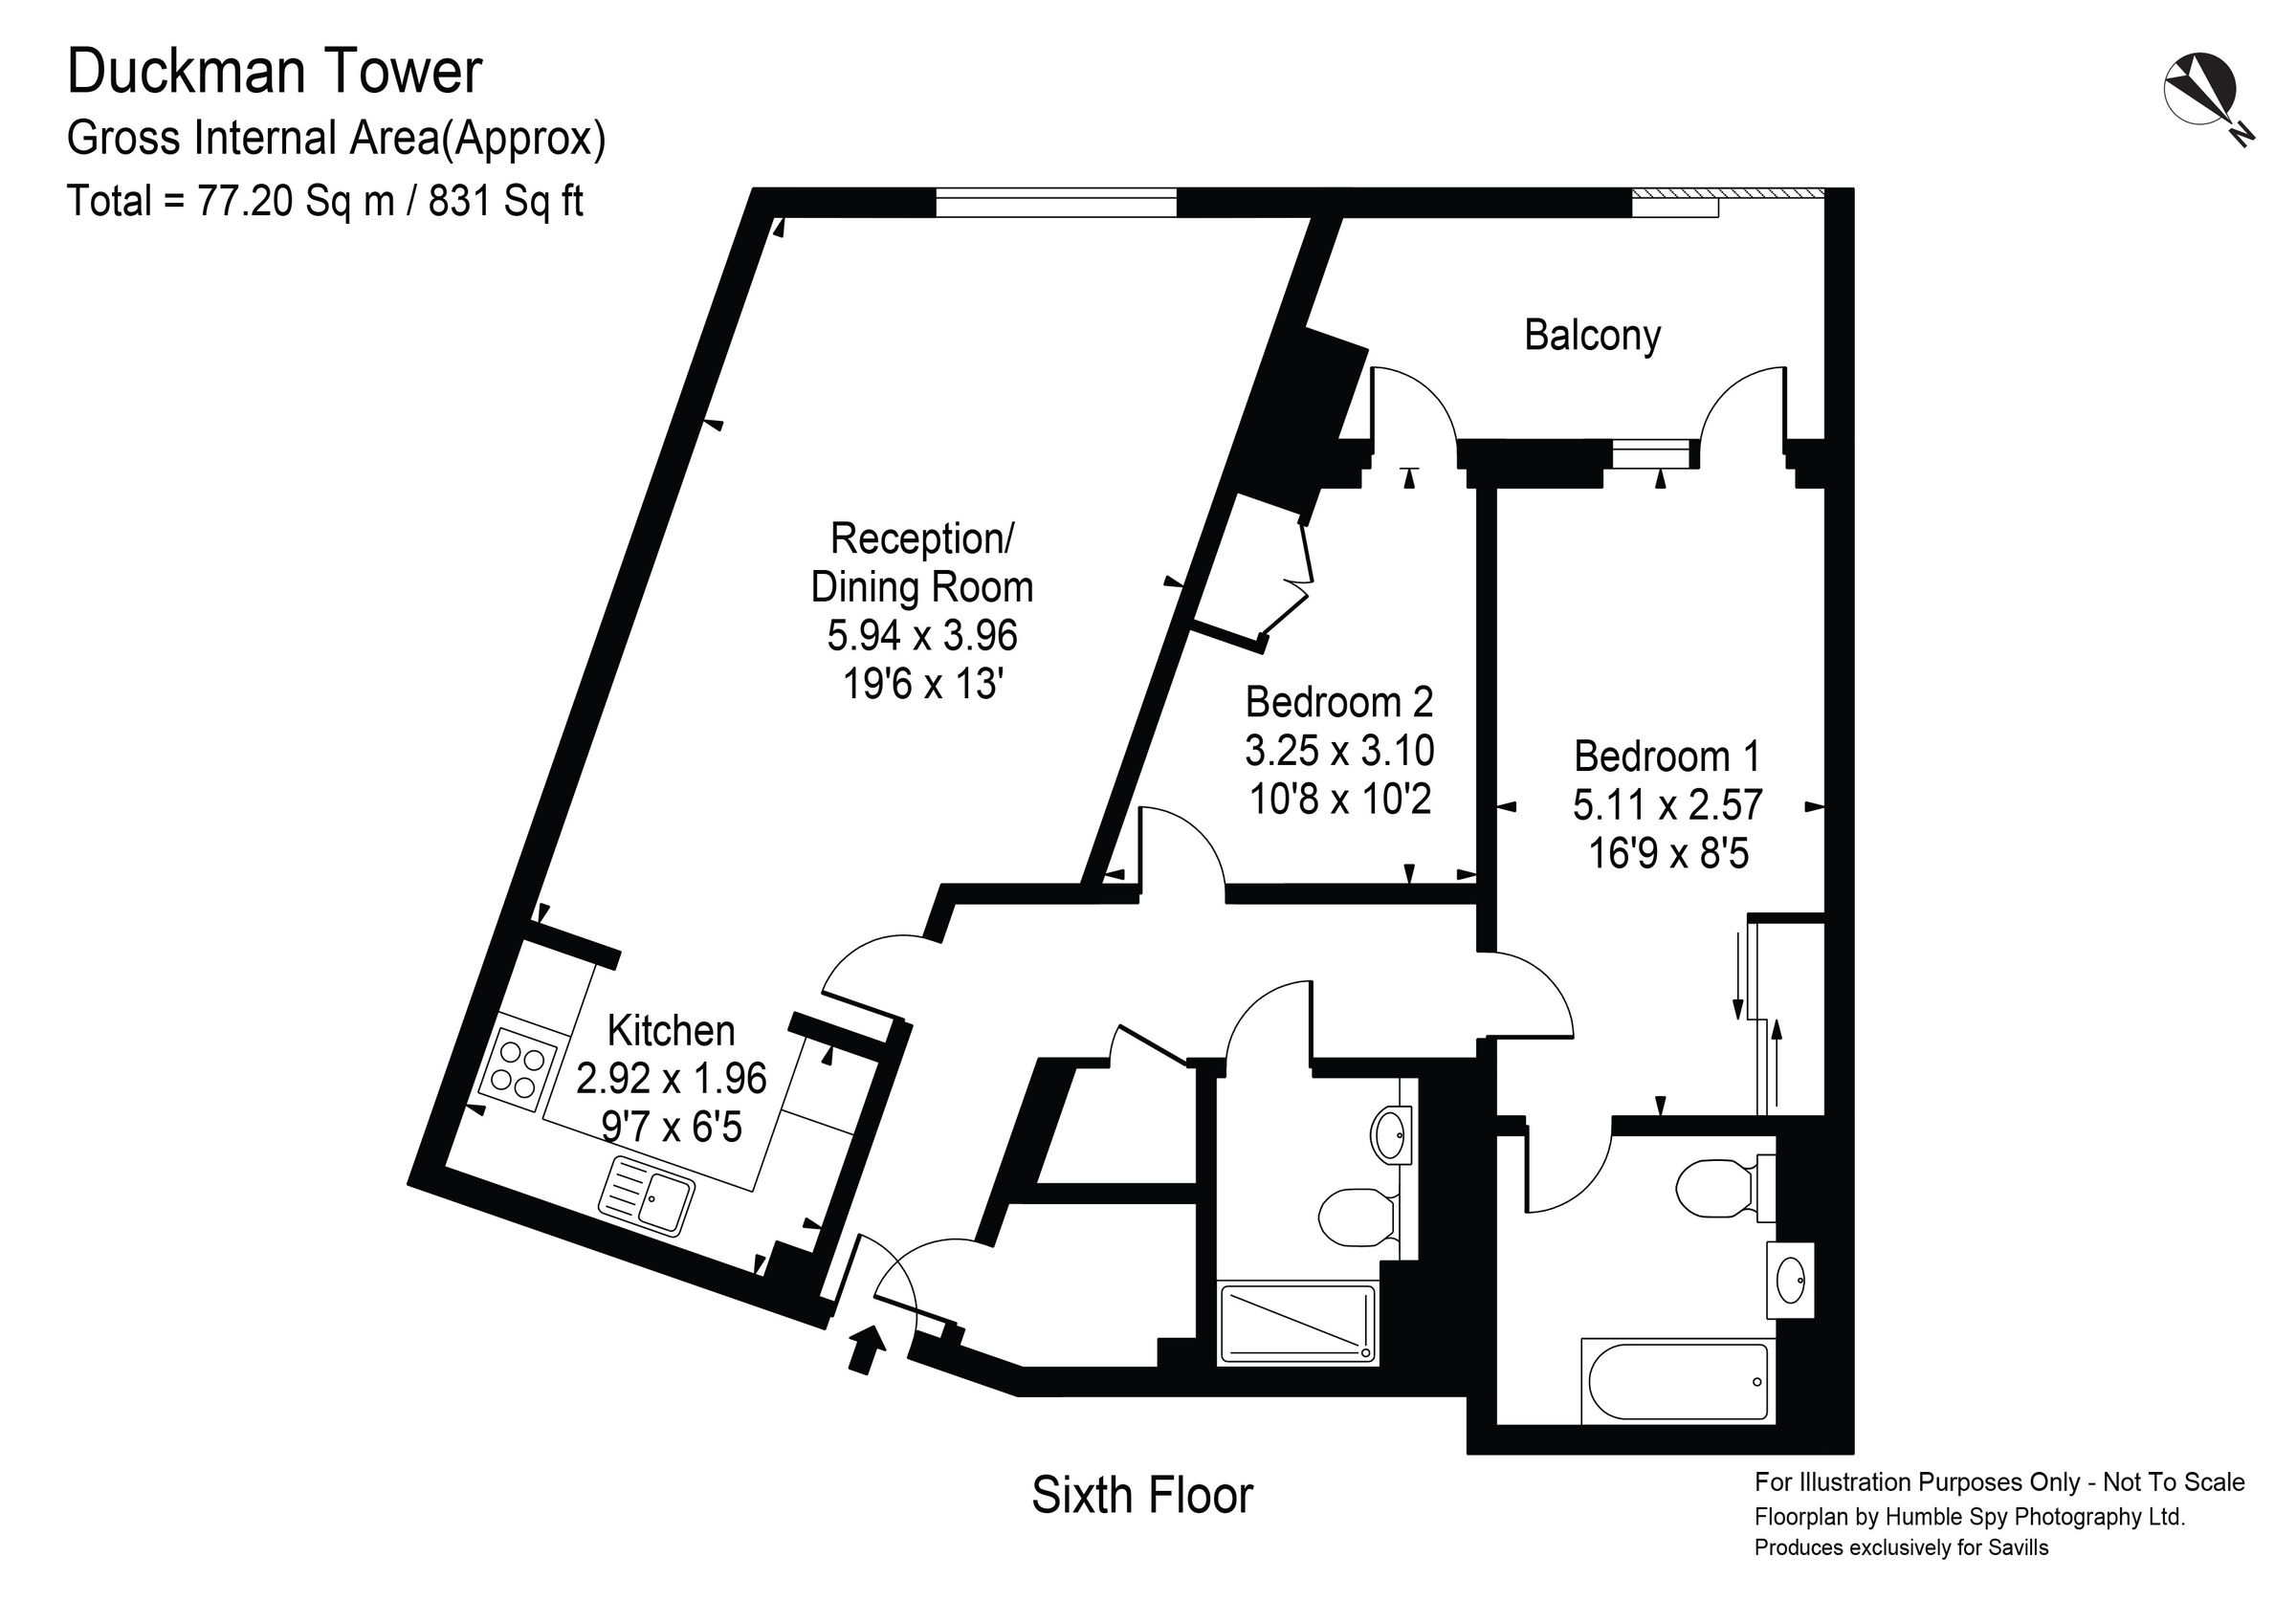 Duckman Tower
Gross Internal Area(Approx)
Total = 77.20 Sq m / 831 Sq ft
N
Balcony
Reception/
Dining Room
5.94 x 3.96
19'6 x 13'
Bedroom 2
3.25 x 3.10
10'8 x 10'2
Bedroom 1
5.11 x 2.57
16'9 x 8'5
Kitchen
2.92 x 1.96
9'7 x 6'5
Sixth Floor
For Illustration Purposes Only - Not To Scale
Floorplan by Humble Spy Photography Ltd.
Produces exclusively for Savills